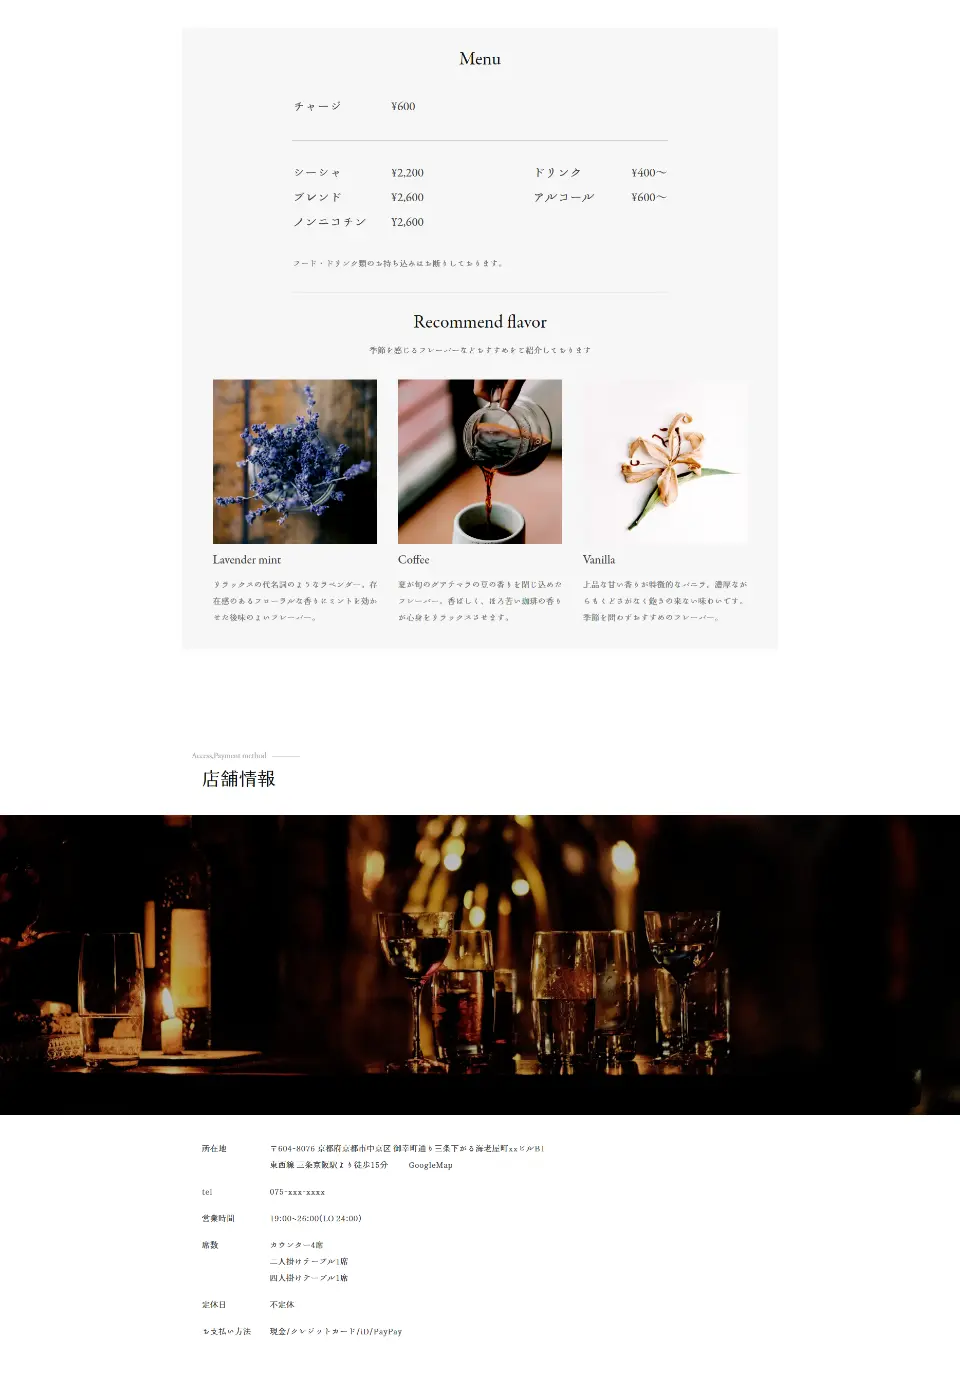 Menu
チャージ ¥600
シーシャ ¥2,200
ブレンド ¥2,600
ノンニコチン ¥2,600
ドリンク ¥400〜
アルコール ¥600〜
フード・ドリンク類のお持ち込みはお断りしております。
Recommend flavor
季節を感じるフレーバーなどおすすめをご紹介しております
Lavender mint
リラックスの代名詞のようなラベンダー。存
在感のあるフローラルな香りにミントを効か
せた後味のよいフレーバー。
Coffee
夏が旬のグアテマラの豆の香りを閉じ込めた
フレーバー。香ばしく、ほろ苦い珈琲の香り
が心身をリラックスさせます。
Vanilla
上品な甘い香りが特徴的なバニラ。濃厚なが
らもくどさがなく飽きの来ない味わいです。
季節を問わずおすすめのフレーバー。
Access,Payment method
店舗情報
所在地 〒604-8076 京都府京都市中京区 御幸町通り三条下がる海老屋町xxビルB1
東西線 三条京阪駅より徒歩15分 GoogleMap
tel 075-xxx-xxxx
営業時間 19:00~26:00(LO 24:00)
席数 カウンター4席
二人掛けテーブル1席
四人掛けテーブル1席
定休日 不定休
お支払い方法 現金/クレジットカード/iD/PayPay